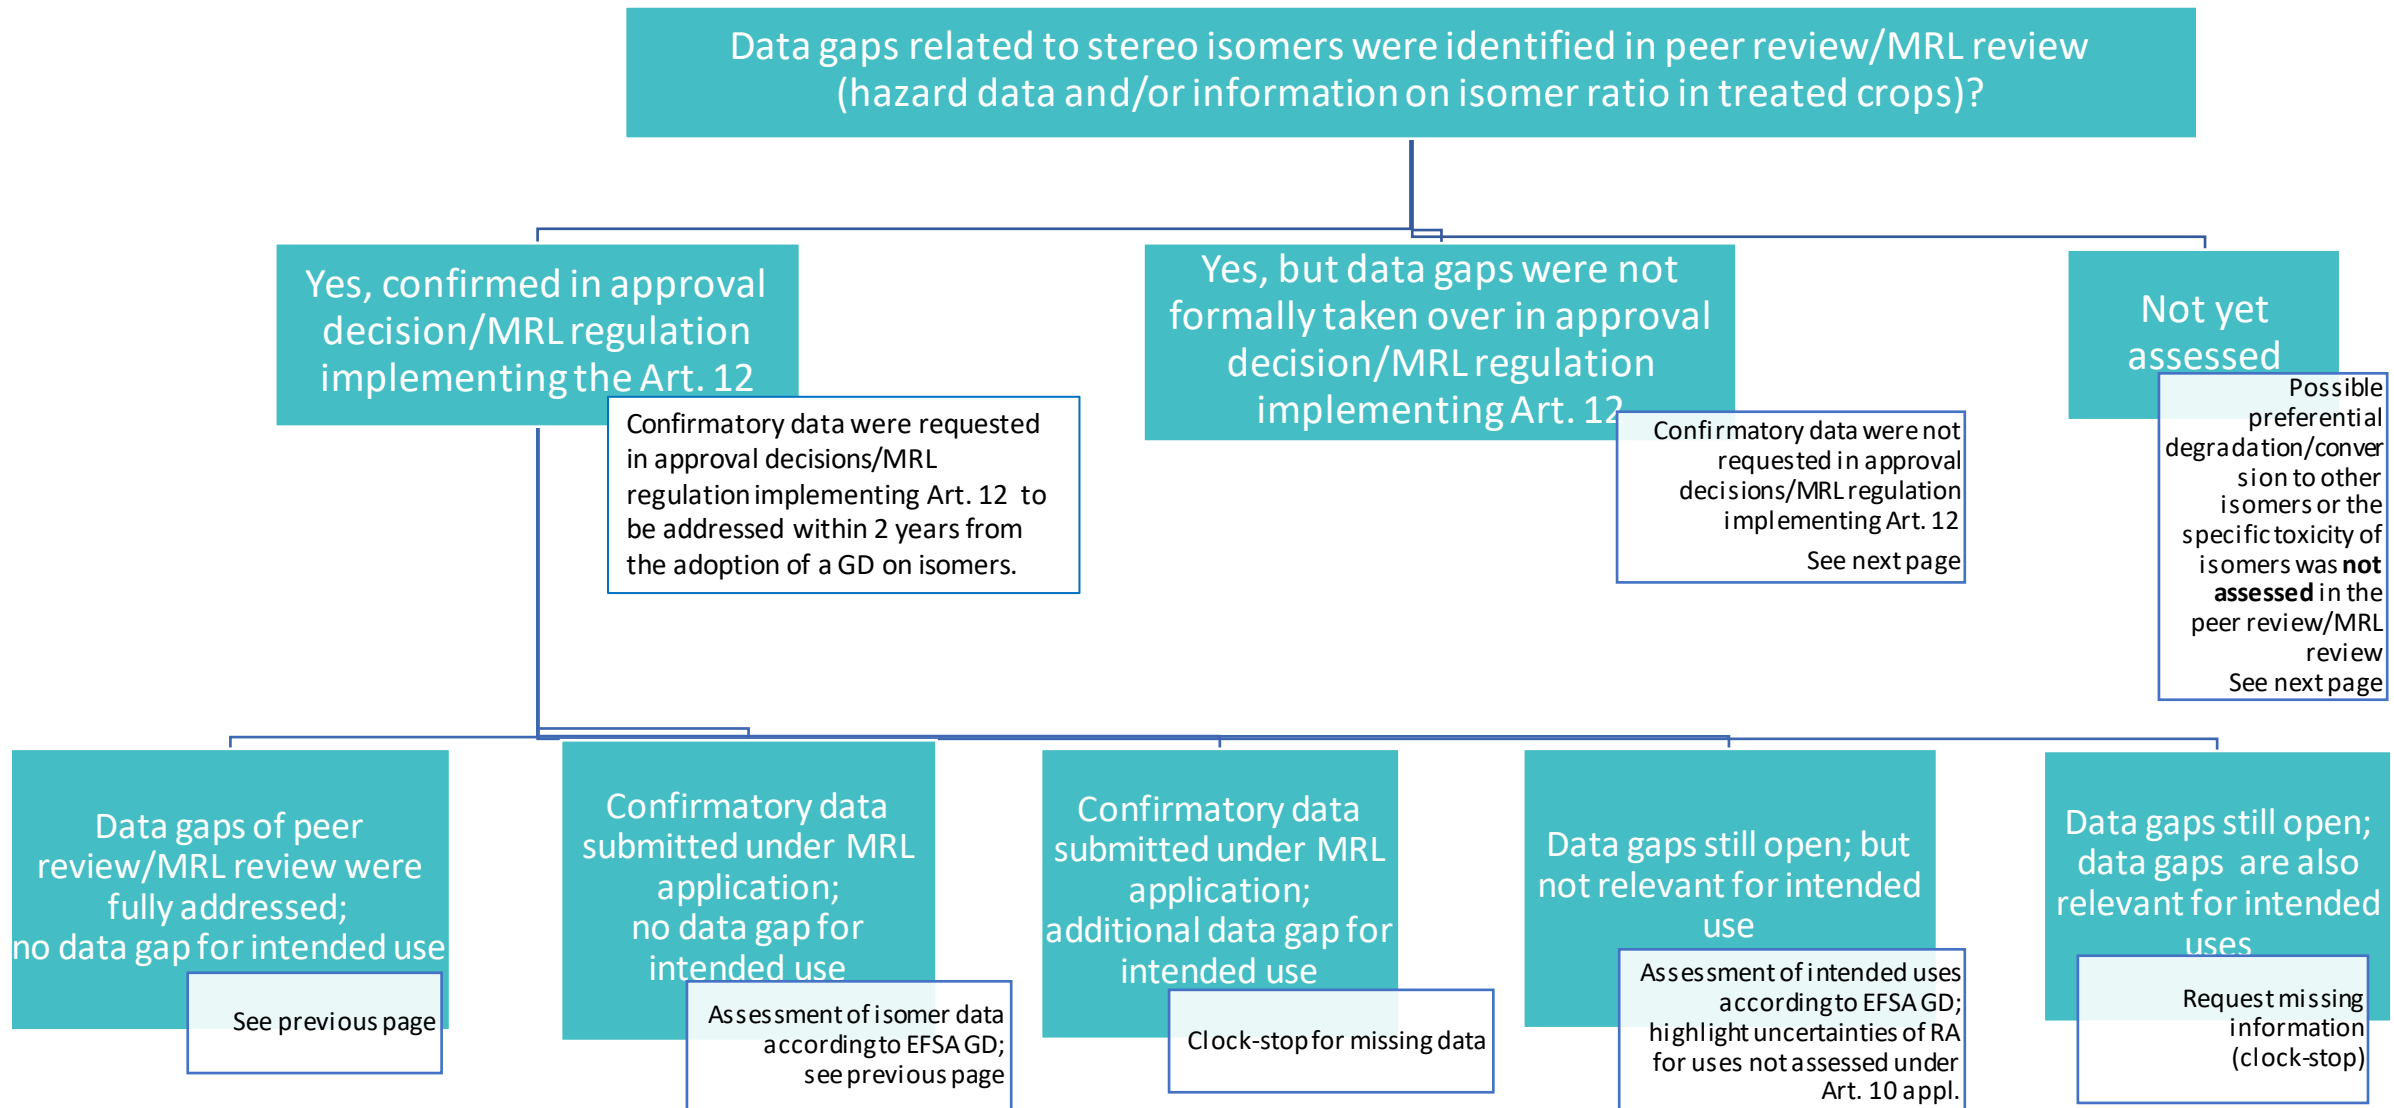 Data gaps related to stereo isomers were identified in peer review/MRL review
(hazard data and/or information on isomer ratio in treated crops)?
Yes, confirmed in approval
decision/MRL regulation
implementing the Art. 12
Confirmatory data were requested
in approval decisions/MRL
regulation implementing Art. 12 to
be addressed within 2 years from
the adoption of a GD on isomers.
Yes, but data gaps were not
formally taken over in approval
decision/MRL regulation
implementing Art. 12
Confirmatory data were not
requested in approval
decisions/MRL regulation
implementing Art. 12
See next page
Not yet
assessed
Possible
preferential
degradation/conver
sion to other
isomers or the
specific toxicity of
isomers was not
assessed in the
peer review/MRL
review
See next page
Data gaps of peer
review/MRL review were
fully addressed;
no data gap for intended use
See previous page
Confirmatory data
submitted under MRL
application;
no data gap for
intended use
Assessment of isomer data
according to EFSA GD;
see previous page
Confirmatory data
submitted under MRL
application;
additional data gap for
intended use
Clock-stop for missing data
Data gaps still open; but
not relevant for intended
use
Assessment of intended uses
according to EFSA GD;
highlight uncertainties of RA
for uses not assessed under
Art. 10 appl.
Data gaps still open;
data gaps are also
relevant for intended
uses
Request missing
information
(clock-stop)